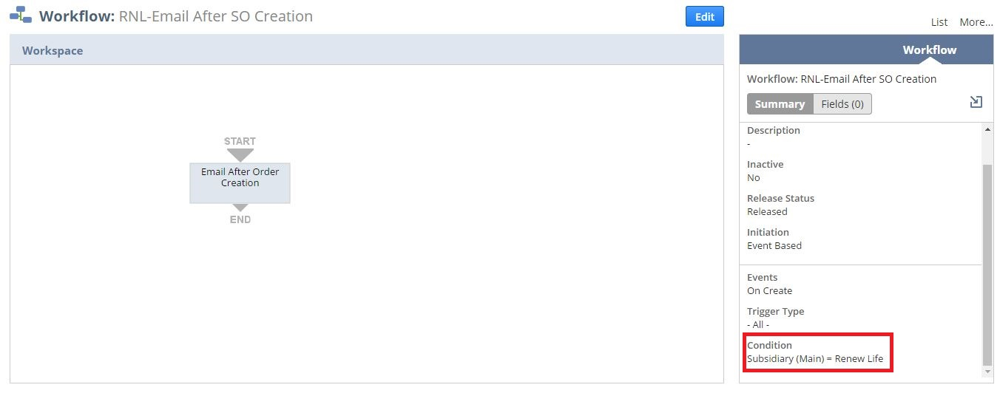 Workflow: RNL-Email After SO Creation
Edit
List More...
Workspace
START
Email After Order
Creation
END
Workflow
Workflow: RNL-Email After SO Creation
Summary Fields (0)
Description
-
Inactive
No
Release Status
Released
Initiation
Event Based
Events
On Create
Trigger Type
- All -
Condition
Subsidiary (Main) = Renew Life